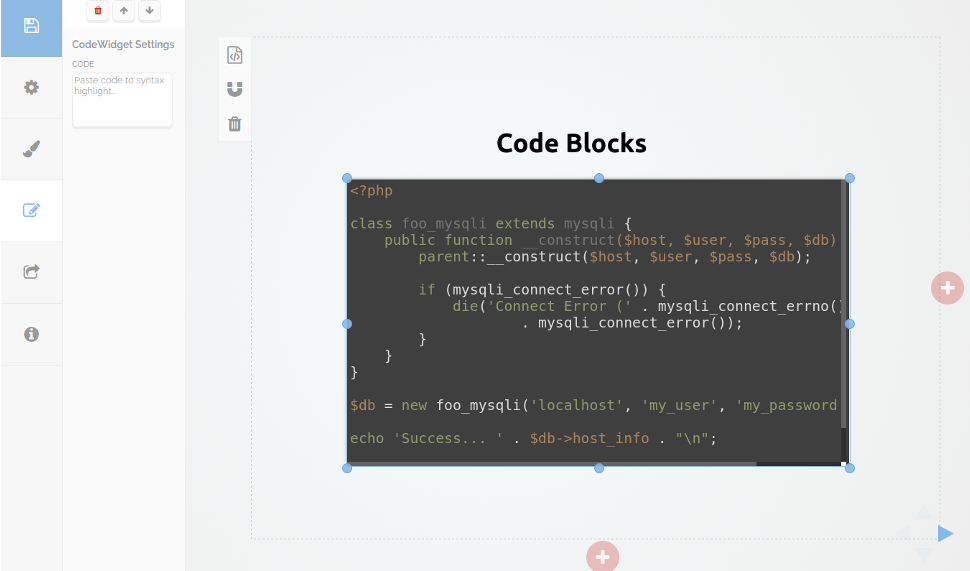 CodeWidget Settings
CODE
Paste code to syntax
highlight...
Code Blocks
<?php
class foo_mysqli extends mysqli {
    public function __construct($host, $user, $pass, $db)
        parent::__construct($host, $user, $pass, $db);
        if (mysqli_connect_error()) {
            die('Connect Error (' . mysqli_connect_errno()
                    . mysqli_connect_error());
        }
    }
}
$db = new foo_mysqli('localhost', 'my_user', 'my_password
echo 'Success... ' . $db->host_info . "\n";